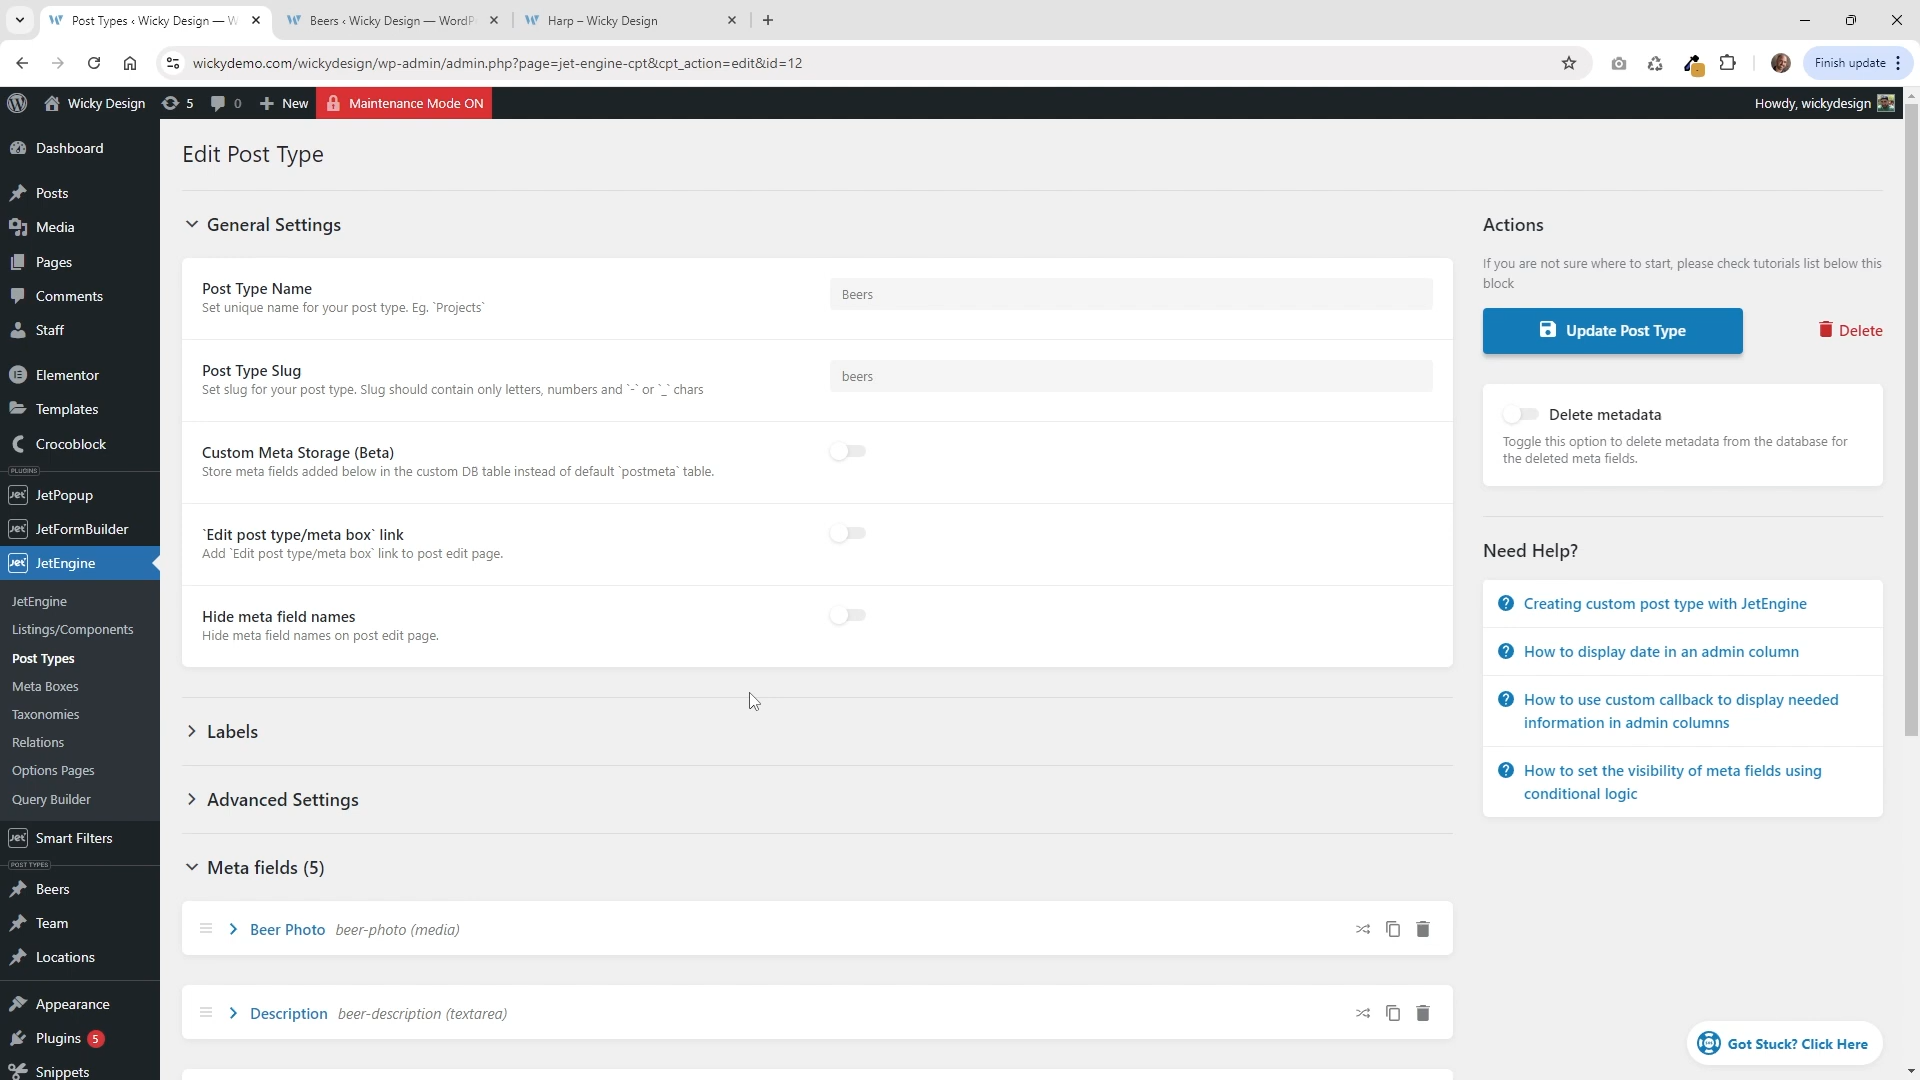 Post Types ‹ Wicky Design — W
Beers ‹ Wicky Design — WordP
Harp – Wicky Design
wickydemo.com/wickydesign/wp-admin/admin.php?page=jet-engine-cpt&cpt_action=edit&id=12
Finish update
Wicky Design
5
0
New
Maintenance Mode ON
Howdy, wickydesign
Dashboard
Posts
Media
Pages
Comments
Staff
Elementor
Templates
Crocoblock
PLUGINS
JetPopup
JetFormBuilder
JetEngine
JetEngine
Listings/Components
Post Types
Meta Boxes
Taxonomies
Relations
Options Pages
Query Builder
Smart Filters
POST TYPES
Beers
Team
Locations
Appearance
Plugins 5
Snippets
Edit Post Type
General Settings
Post Type Name
Set unique name for your post type. Eg. `Projects`
Beers
Post Type Slug
Set slug for your post type. Slug should contain only letters, numbers and `-` or `_` chars
beers
Custom Meta Storage (Beta)
Store meta fields added below in the custom DB table instead of default `postmeta` table.
`Edit post type/meta box` link
Add `Edit post type/meta box` link to post edit page.
Hide meta field names
Hide meta field names on post edit page.
Labels
Advanced Settings
Meta fields (5)
Beer Photo beer-photo (media)
Description beer-description (textarea)
Actions
If you are not sure where to start, please check tutorials list below this
block
Update Post Type
Delete
Delete metadata
Toggle this option to delete metadata from the database for
the deleted meta fields.
Need Help?
Creating custom post type with JetEngine
How to display date in an admin column
How to use custom callback to display needed
information in admin columns
How to set the visibility of meta fields using
conditional logic
Got Stuck? Click Here